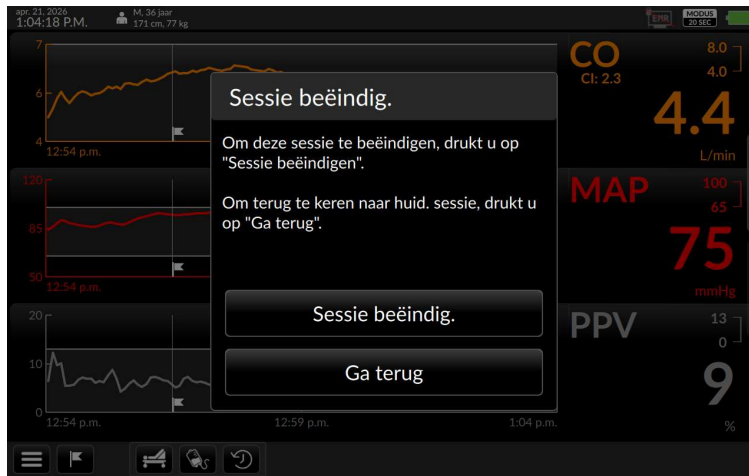 apr. 21, 2026
1:04:18 P.M.
M, 36 jaar
171 cm, 77 kg
EMR
MODUS
20 SEC
7
6
4
12:54 p.m.
CO
CI: 2.3
8.0
4.0
4.4
L/min
Sessie beëindig.
Om deze sessie te beëindigen, drukt u op
"Sessie beëindigen".
Om terug te keren naar huid. sessie, drukt u
op "Ga terug".
Sessie beëindig.
Ga terug
120
85
50
12:54 p.m.
MAP
100
65
75
mmHg
20
10
0
12:54 p.m.
12:59 p.m.
1:04 p.m.
PPV
13
0
9
%